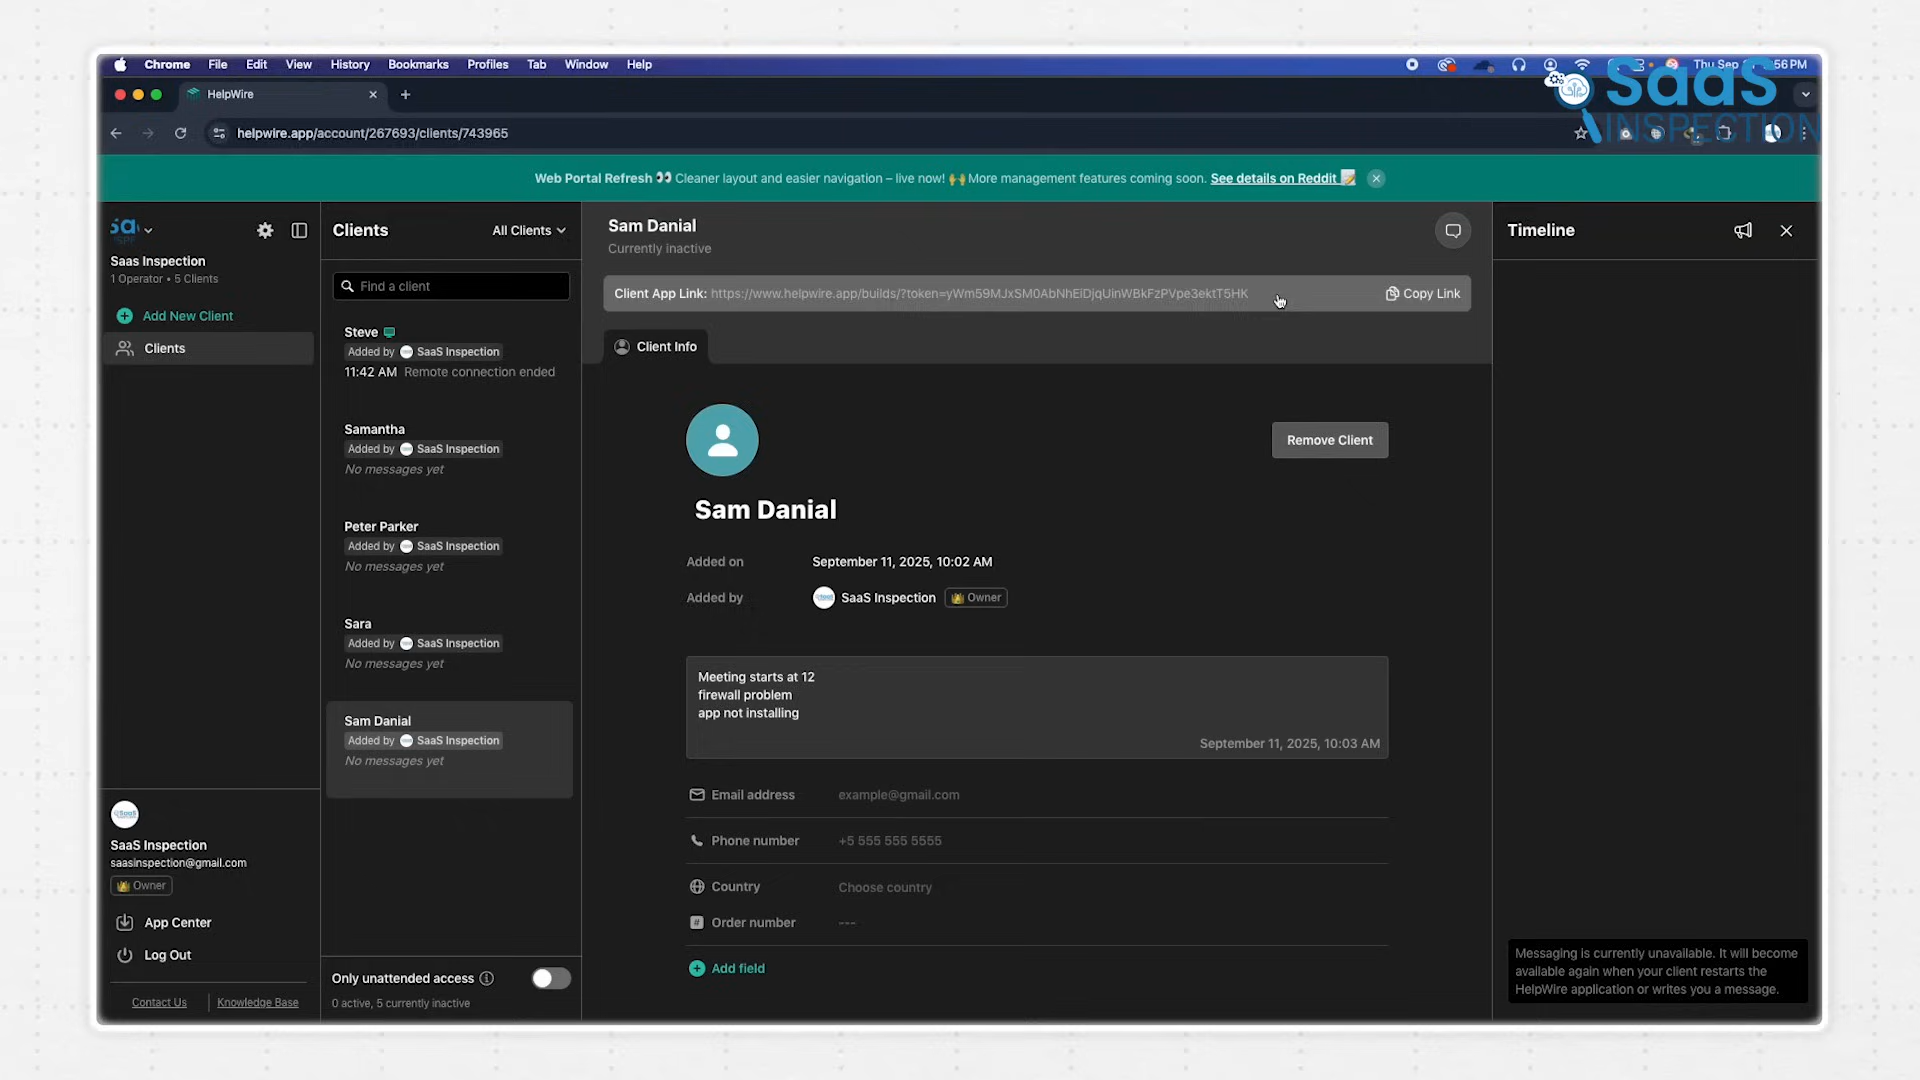 Chrome File Edit View History Bookmarks Profiles Tab Window Help
Thu Sep
:56 PM
SaaS
INSPECTION
HelpWire
helpwire.app/account/267693/clients/743965
Web Portal Refresh 👀 Cleaner layout and easier navigation – live now! 🙌 More management features coming soon. See details on Reddit 📝
Saas Inspection
1 Operator • 5 Clients
Add New Client
Clients
Clients
All Clients
Find a client
Steve
Added by SaaS Inspection
11:42 AM Remote connection ended
Samantha
Added by SaaS Inspection
No messages yet
Peter Parker
Added by SaaS Inspection
No messages yet
Sara
Added by SaaS Inspection
No messages yet
Sam Danial
Added by SaaS Inspection
No messages yet
Only unattended access
0 active, 5 currently inactive
SaaS Inspection
saasinspection@gmail.com
Owner
App Center
Log Out
Contact Us
Knowledge Base
Sam Danial
Currently inactive
Client App Link: https://www.helpwire.app/builds/?token=yWm59MJxSM0AbNhEiDjqUinWBkFzPVpe3ektT5HK
Copy Link
Client Info
Remove Client
Sam Danial
Added on September 11, 2025, 10:02 AM
Added by SaaS Inspection Owner
Meeting starts at 12
firewall problem
app not installing
September 11, 2025, 10:03 AM
Email address example@gmail.com
Phone number +5 555 555 5555
Country Choose country
Order number ---
Add field
Timeline
Messaging is currently unavailable. It will become
available again when your client restarts the
HelpWire application or writes you a message.